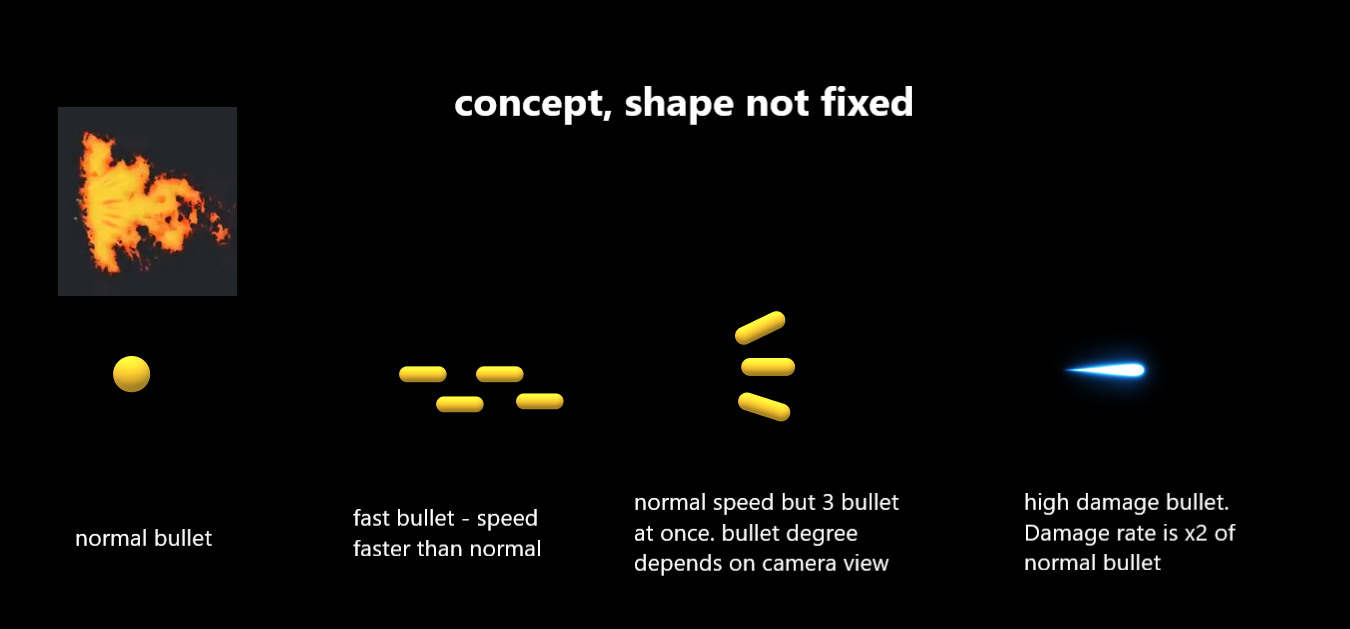 concept, shape not fixed
normal bullet
fast bullet - speed
faster than normal
normal speed but 3 bullet
at once. bullet degree
depends on camera view
high damage bullet.
Damage rate is x2 of
normal bullet